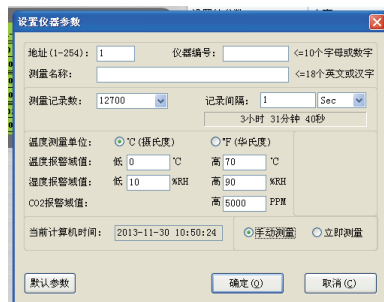 设置仪器参数
地址(1-254): 1 仪器编号: <=10个字母或数字
测量名称: <=18个英文或汉字
测量记录数: 12700 记录间隔: 1 Sec
3小时 31分钟 40秒
温度测量单位: ℃(摄氏度) ℉(华氏度)
温度报警域值: 低 0 ℃ 高 70 ℃
湿度报警域值: 低 10 %RH 高 90 %RH
CO2报警域值: 高 5000 PPM
当前计算机时间: 2013-11-30 10:50:24 手动测量 立即测量
默认参数 确定(O) 取消(C)